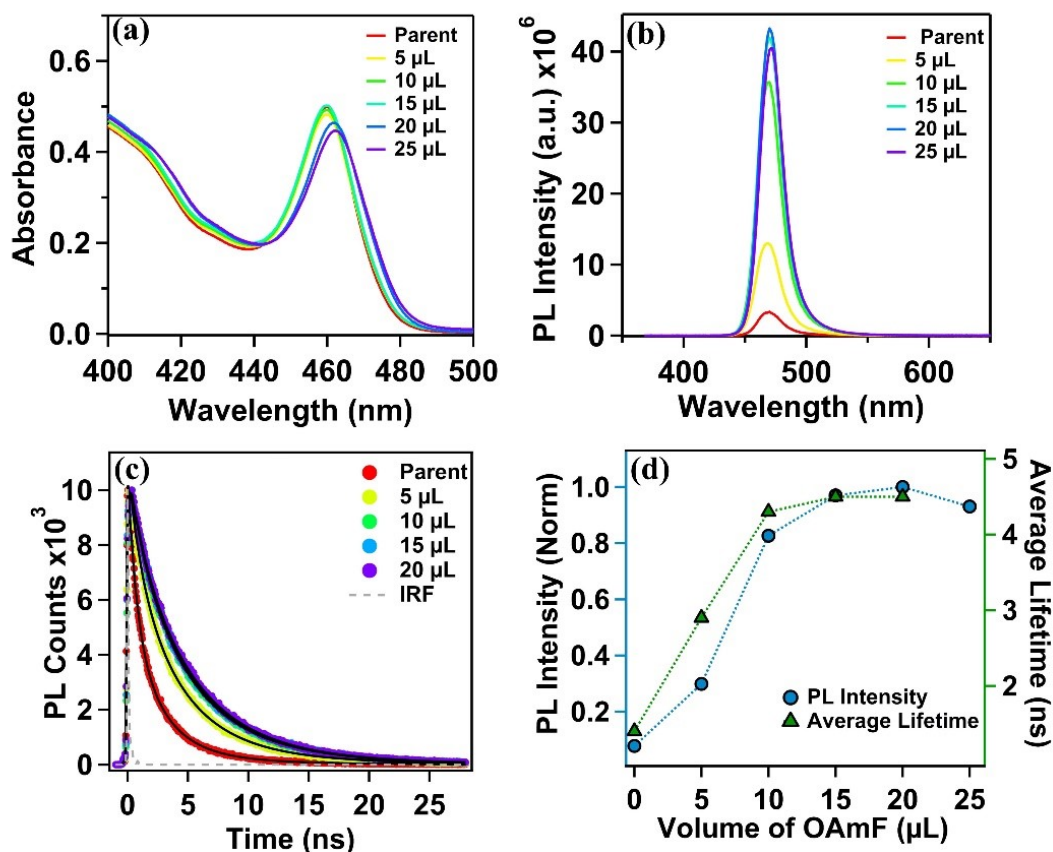 (a)
Parent
5 µL
10 µL
15 µL
20 µL
25 µL
Absorbance
0.6
0.4
0.2
0.0
400 420 440 460 480 500
Wavelength (nm)
(b)
Parent
5 µL
10 µL
15 µL
20 µL
25 µL
PL Intensity (a.u.) x10⁶
40
30
20
10
0
400 500 600
Wavelength (nm)
(c)
Parent
5 µL
10 µL
15 µL
20 µL
IRF
PL Counts x10³
10
8
6
4
2
0
0 5 10 15 20 25
Time (ns)
(d)
PL Intensity (Norm)
1.0
0.8
0.6
0.4
0.2
PL Intensity
Average Lifetime
5
4
3
2
Average Lifetime (ns)
0 5 10 15 20 25
Volume of OAmF (µL)